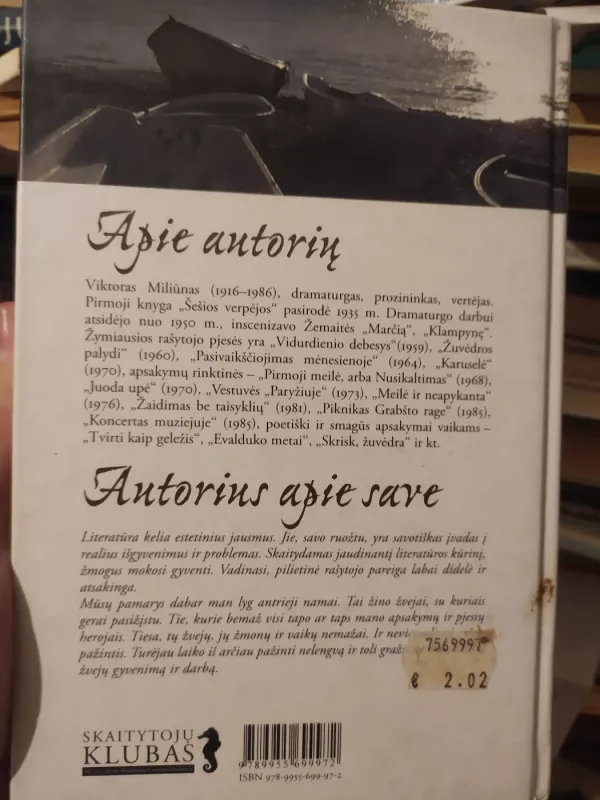 Apie autorių
Viktoras Miliūnas (1916–1986), dramaturgas, prozininkas, vertėjas.
Pirmoji knyga „Šešios verpėjos“ pasirodė 1935 m. Dramaturgo darbui
atsidėjo nuo 1950 m., inscenizavo Žemaitės „Marčią“, „Klampynę“.
Žymiausios rašytojo pjesės yra „Vidurdienio debesys“(1959), „Žuvėdros
palydi“ (1960), „Pasivaikščiojimas mėnesienoje“ (1964), „Karuselė“
(1970), apsakymų rinktinės – „Pirmoji meilė, arba Nusikaltimas“ (1968),
„Juoda upė“ (1970), „Vestuvės „Paryžiuje“ (1973), „Meilė ir neapykanta“
(1976), „Žaidimas be taisyklių“ (1981), „Piknikas Grabšto rage“ (1985),
„Koncertas muziejuje“ (1985), poetiški ir smagūs apsakymai vaikams –
„Tvirti kaip geležis“, „Evalduko metai“, „Skrisk, žuvėdra“ ir kt.
Autorius apie save
Literatūra kelia estetinius jausmus. Jie, savo ruožtu, yra savotiškas įvadas į
realius išgyvenimus ir problemas. Skaitydamas jaudinantį literatūros kūrinį,
žmogus mokosi gyventi. Vadinasi, pilietinė rašytojo pareiga labai didelė ir
atsakinga.
Mūsų pamarys dabar man lyg antrieji namai. Tai žino žvejai, su kuriais
gerai pasižįstu. Tie, kurie bemaž visi tapo ar taps mano apsakymų ir pjesių
herojais. Tiesa, tų žvejų, jų žmonų ir vaikų nemažai. Ir
pažintis. Turėjau laiko iš arčiau pažinti nelengvą ir toli
žvejų gyvenimą ir darbą.
7569997
€ 2.02
SKAITYTOJŲ
KLUBAS
9789955699972
ISBN 978-9955-699-97-2